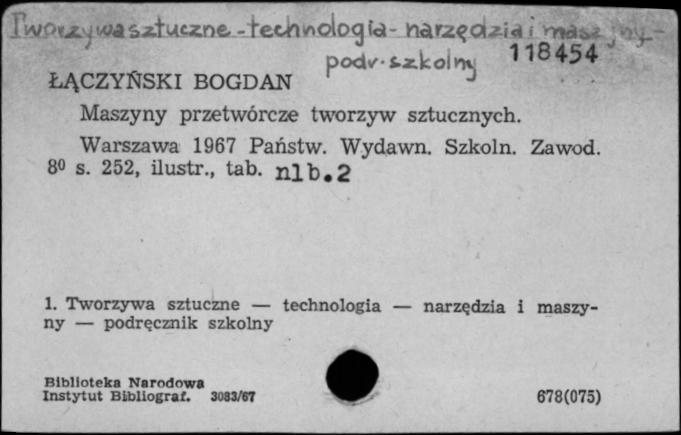 Tworzywa sztuczne - technologia - narzędzia i maszyny -
podr. szkolny 118454
ŁĄCZYŃSKI BOGDAN
Maszyny przetwórcze tworzyw sztucznych.
Warszawa 1967 Państw. Wydawn. Szkoln. Zawod.
8⁰ s. 252, ilustr., tab. nlb.2
1. Tworzywa sztuczne — technologia — narzędzia i maszy-
ny — podręcznik szkolny
Biblioteka Narodowa
Instytut Bibliograf. 3083/67 678(075)